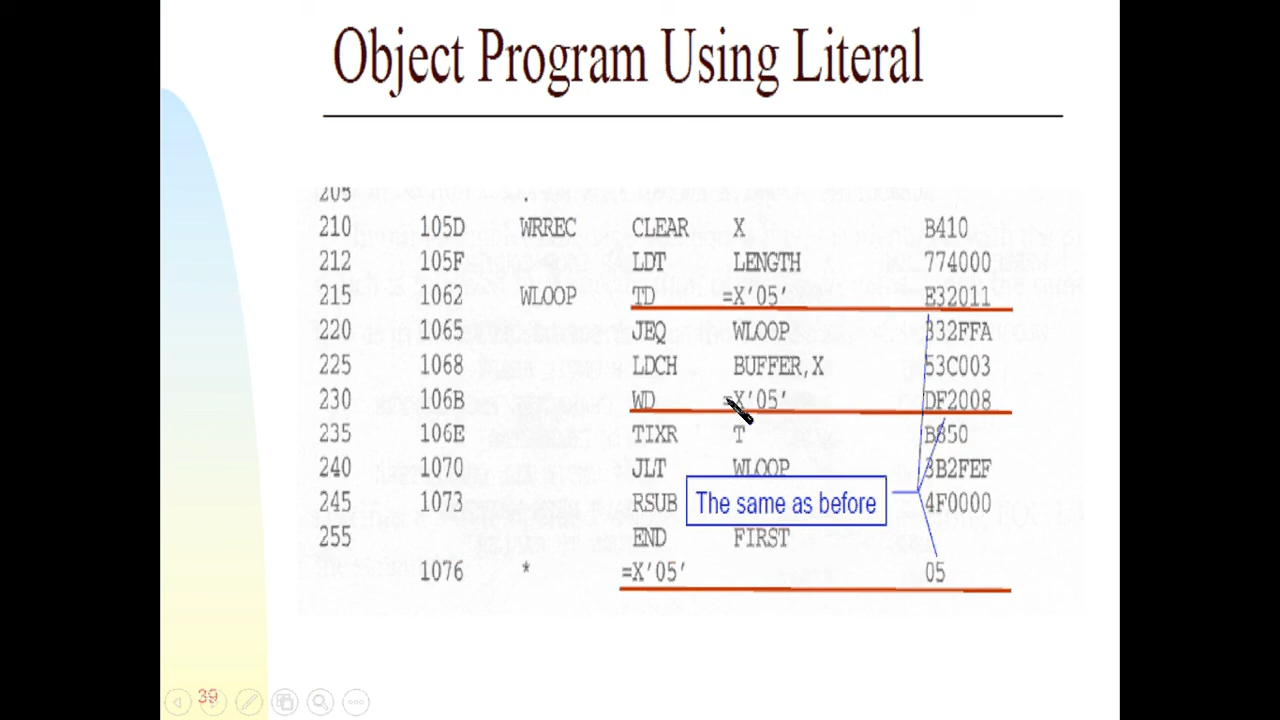 Object Program Using Literal
205 .
210 105D WRREC CLEAR X B410
212 105F LDT LENGTH 774000
215 1062 WLOOP TD =X'05' E32011
220 1065 JEQ WLOOP 332FFA
225 1068 LDCH BUFFER,X 53C003
230 106B WD =X'05' DF2008
235 106E TIXR T B850
240 1070 JLT WLOOP 3B2FEF
245 1073 RSUB 4F0000
The same as before
255 END FIRST
1076 * =X'05' 05
39